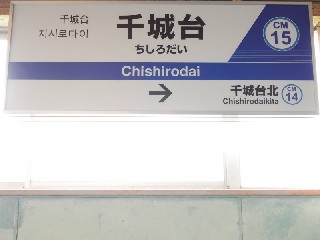 千城台
치시로다이
千城台
ちしろだい
Chishirodai
CM
15
→
千城台北
Chishirodaikita
CM
14